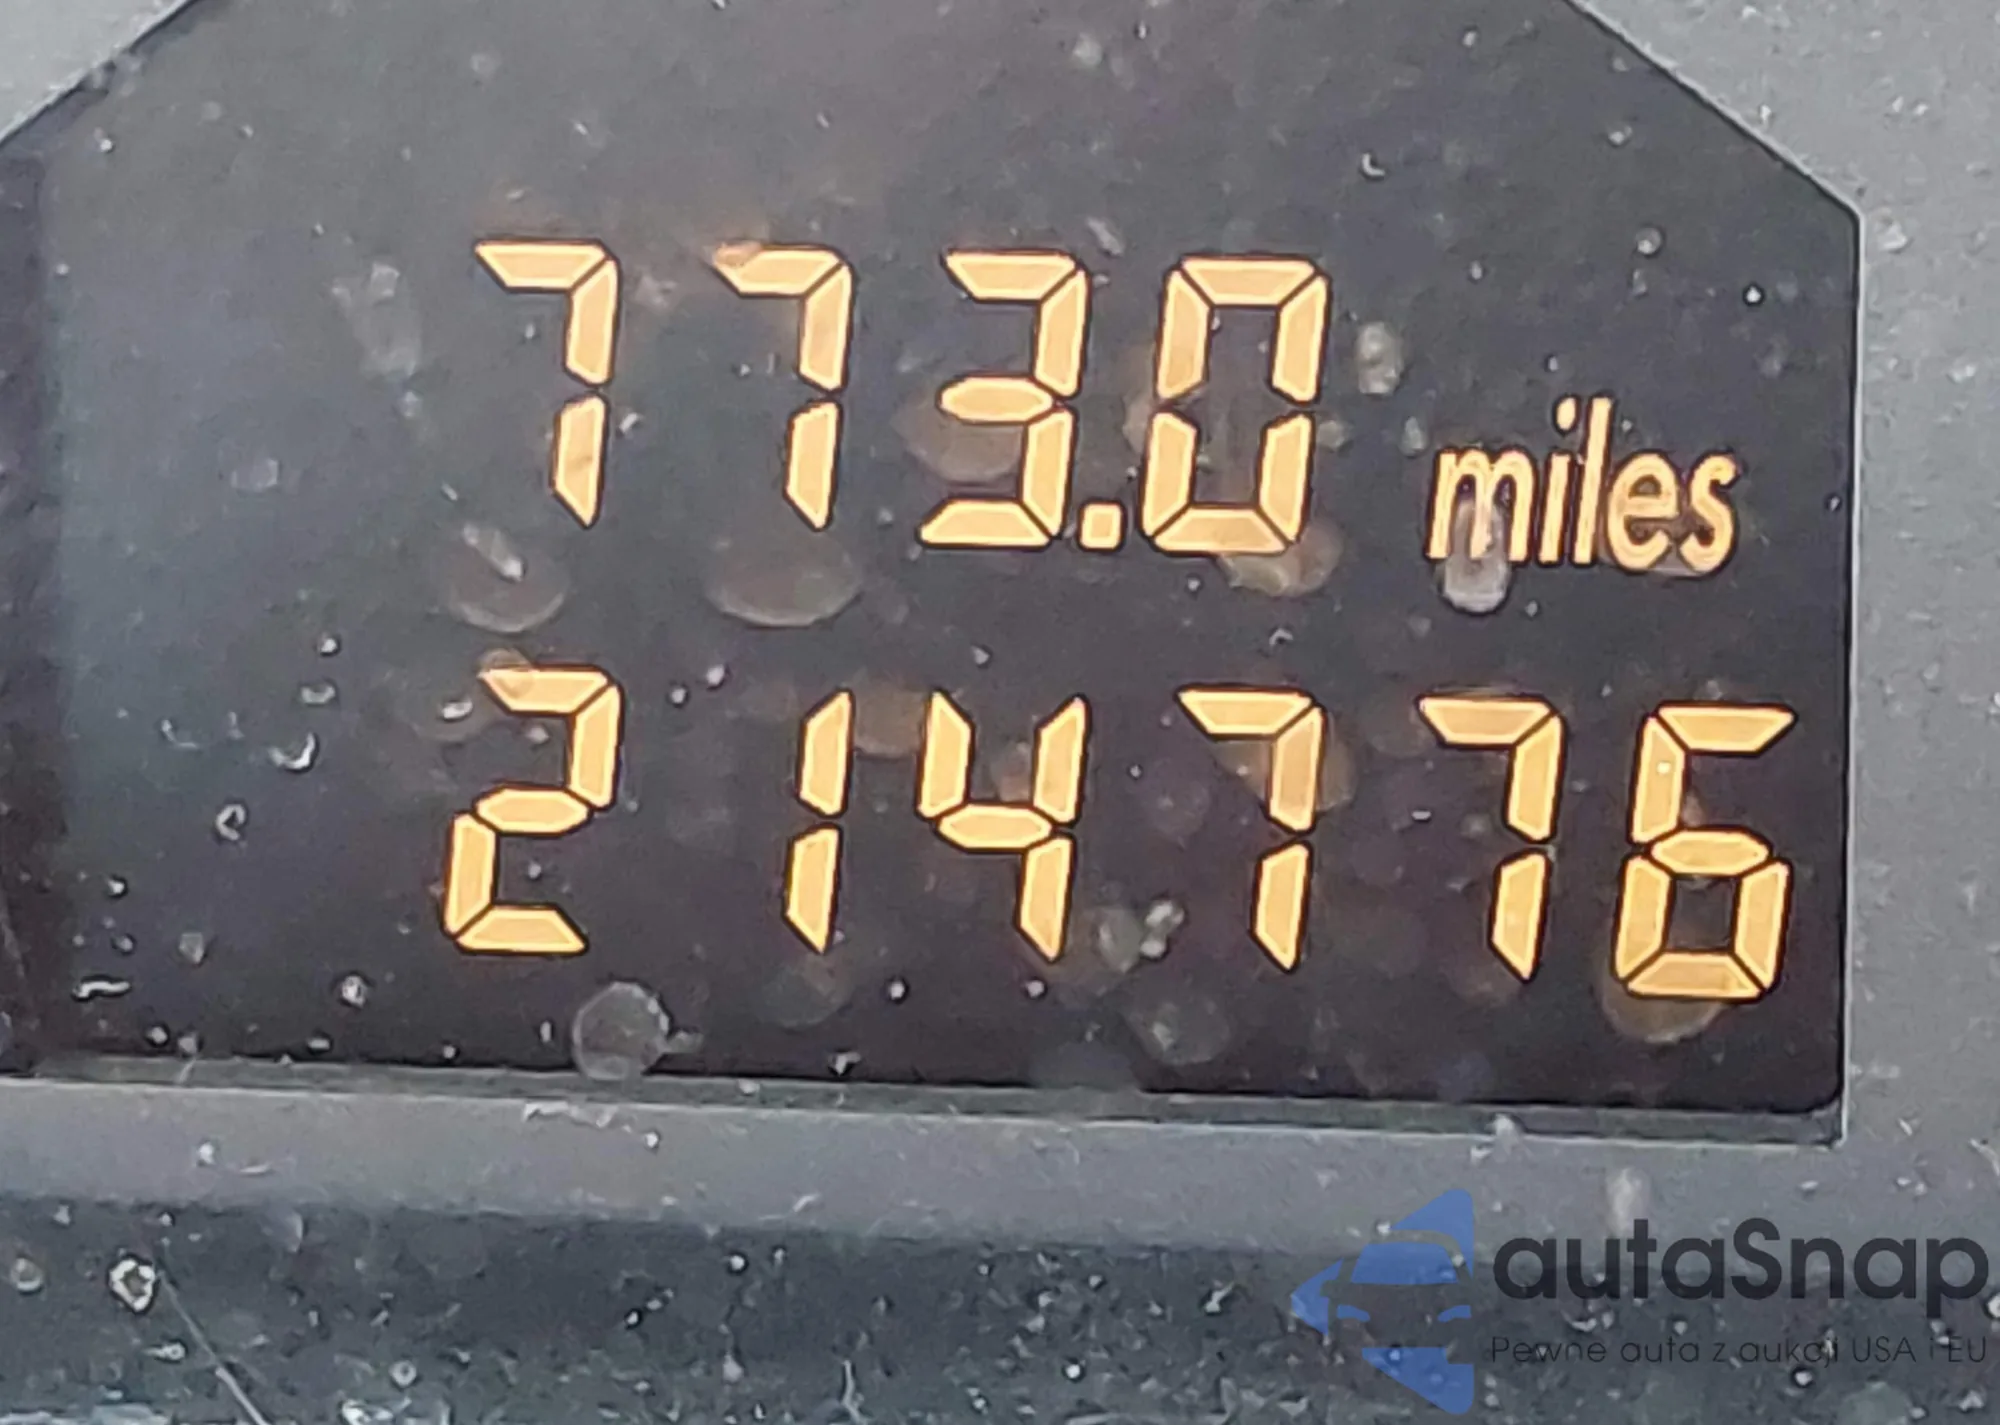 773.0 miles
214776
autaSnap
Pewne auta z aukcji USA i EU